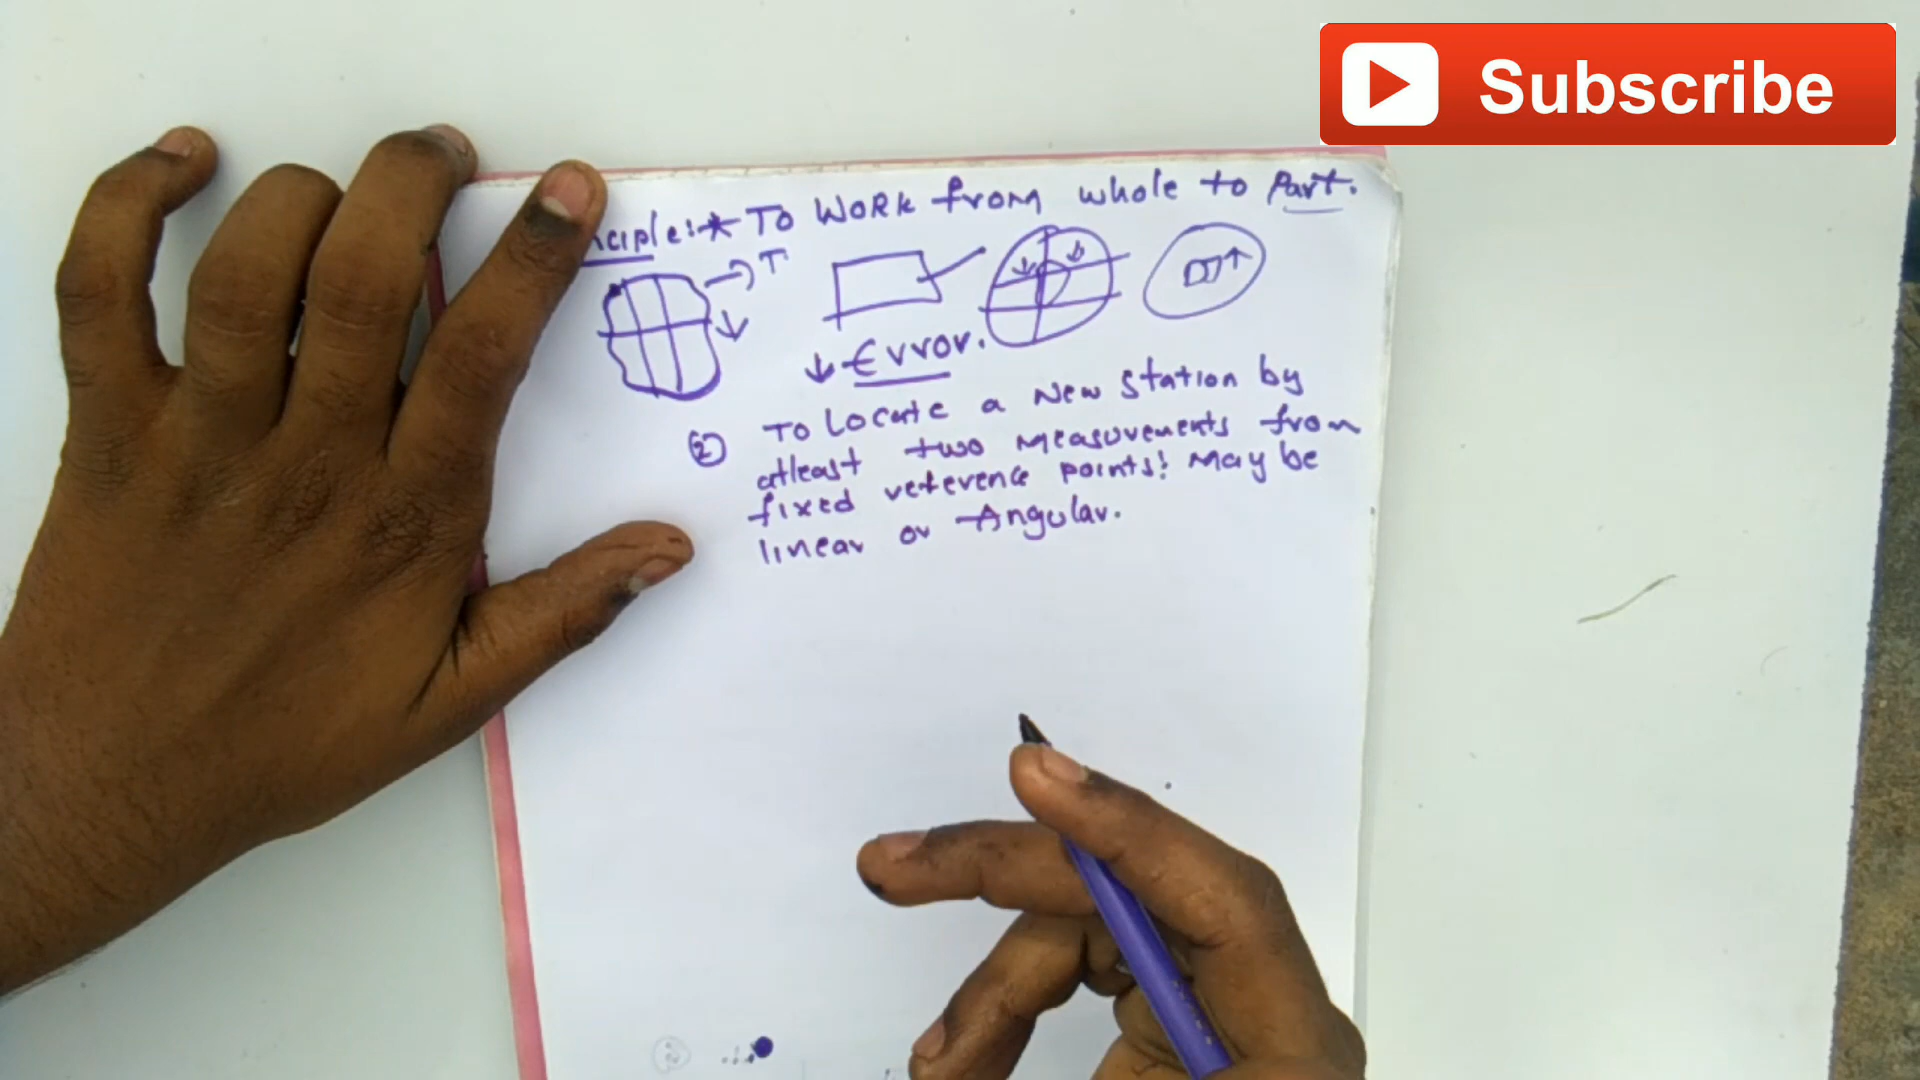 Subscribe
nciple:* To Work from whole to Part.
T
↓ Error.
② To Locate a New Station by
atleast two measurements from
fixed reference points: May be
linear or Angular.